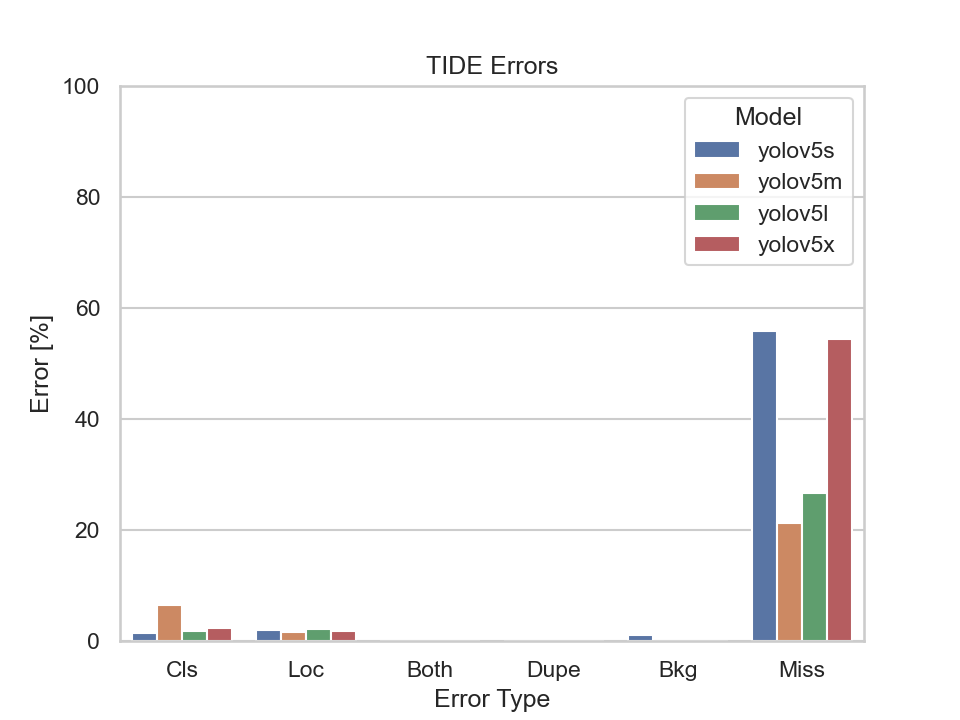 TIDE Errors
100
80
60
40
20
0
Error [%]
Model
yolov5s
yolov5m
yolov5l
yolov5x
Cls Loc Both Dupe Bkg Miss
Error Type